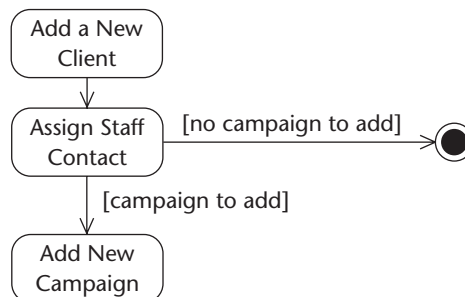 Add a New
Client
Assign Staff
Contact
[no campaign to add]
[campaign to add]
Add New
Campaign